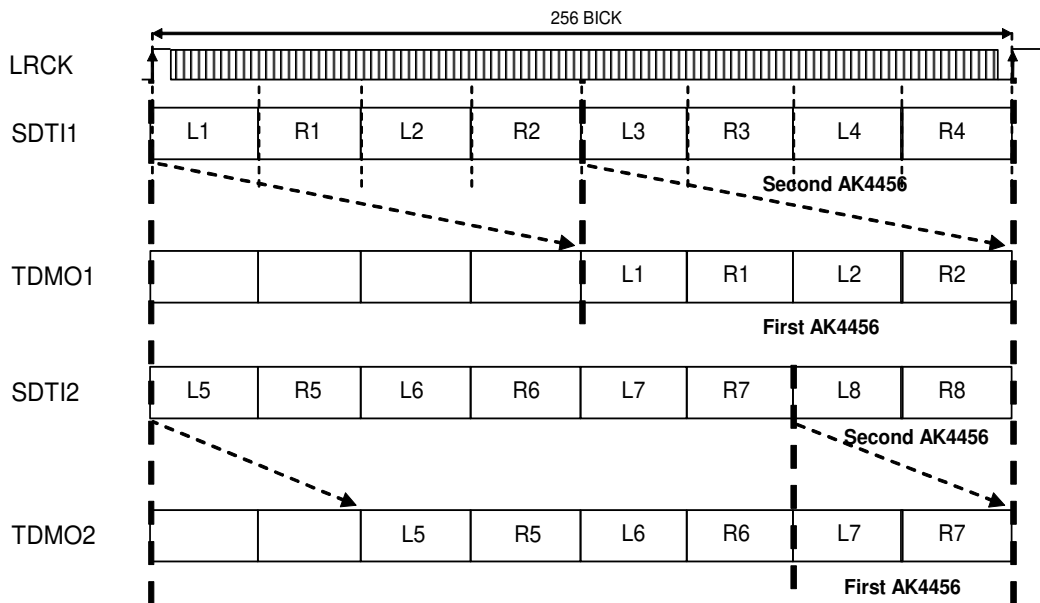 256 BICK
LRCK
SDTI1 L1 R1 L2 R2 L3 R3 L4 R4
Second AK4456
TDMO1 L1 R1 L2 R2
First AK4456
SDTI2 L5 R5 L6 R6 L7 R7 L8 R8
Second AK4456
TDMO2 L5 R5 L6 R6 L7 R7
First AK4456